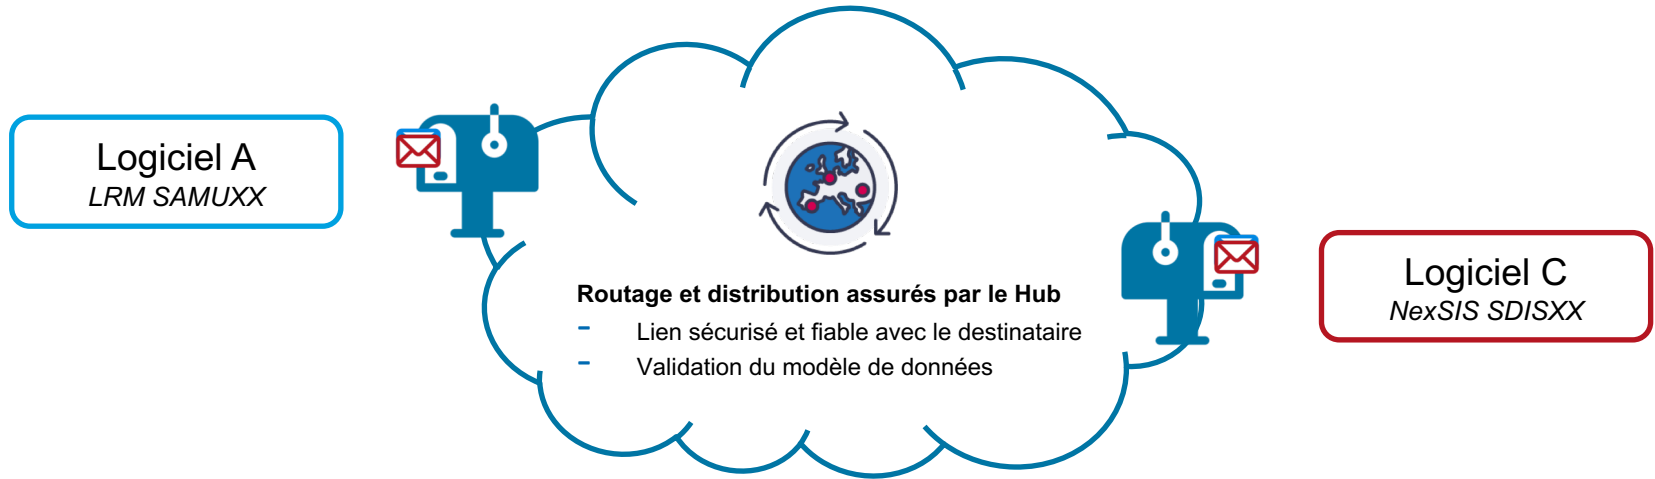 Logiciel A
LRM SAMUXX
Routage et distribution assurés par le Hub
- Lien sécurisé et fiable avec le destinataire
- Validation du modèle de données
Logiciel C
NexSIS SDISXX